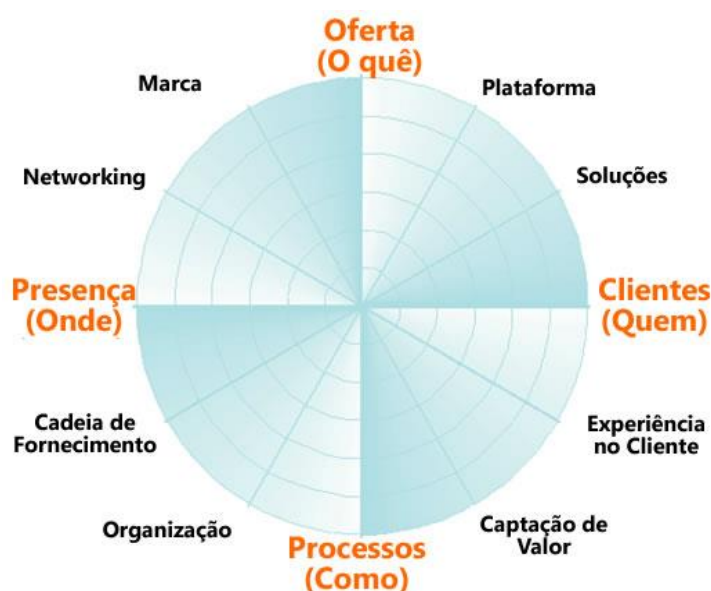 Oferta
(O quê)
Marca
Plataforma
Networking
Soluções
Presença
(Onde)
Clientes
(Quem)
Cadeia de
Fornecimento
Experiência
no Cliente
Organização
Processos
(Como)
Captação de
Valor